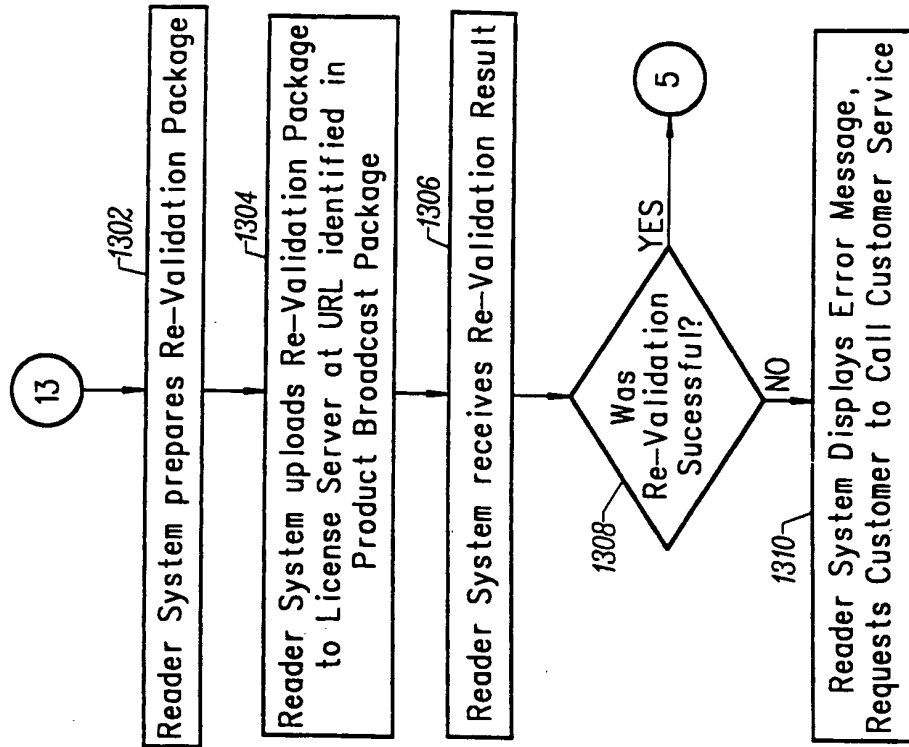 13
1302
Reader System prepares Re-Validation Package
1304
Reader System uploads Re-Validation Package
to License Server at URL identified in
Product Broadcast Package
1306
Reader System receives Re-Validation Result
1308
Was
Re-Validation
Sucessful?
YES
5
NO
1310
Reader System Displays Error Message,
Requests Customer to Call Customer Service